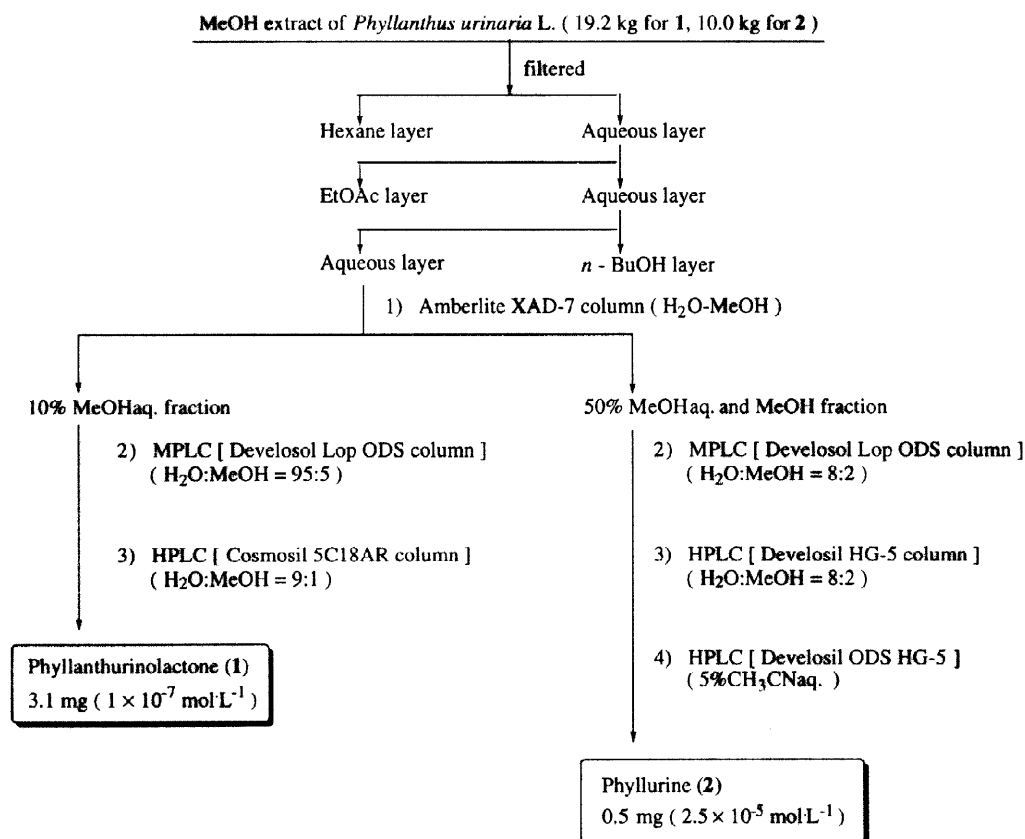 MeOH extract of Phyllanthus urinaria L. ( 19.2 kg for 1, 10.0 kg for 2 )
filtered
Hexane layer
Aqueous layer
EtOAc layer
Aqueous layer
Aqueous layer
n - BuOH layer
1) Amberlite XAD-7 column ( H₂O-MeOH )
10% MeOHaq. fraction
2) MPLC [ Develosol Lop ODS column ]
( H₂O:MeOH = 95:5 )
3) HPLC [ Cosmosil 5C18AR column ]
( H₂O:MeOH = 9:1 )
Phyllanthurinolactone (1)
3.1 mg ( 1 × 10⁻⁷ mol·L⁻¹ )
50% MeOHaq. and MeOH fraction
2) MPLC [ Develosol Lop ODS column ]
( H₂O:MeOH = 8:2 )
3) HPLC [ Develosil HG-5 column ]
( H₂O:MeOH = 8:2 )
4) HPLC [ Develosil ODS HG-5 ]
( 5%CH₃CNaq. )
Phyllurine (2)
0.5 mg ( 2.5 × 10⁻⁵ mol·L⁻¹ )